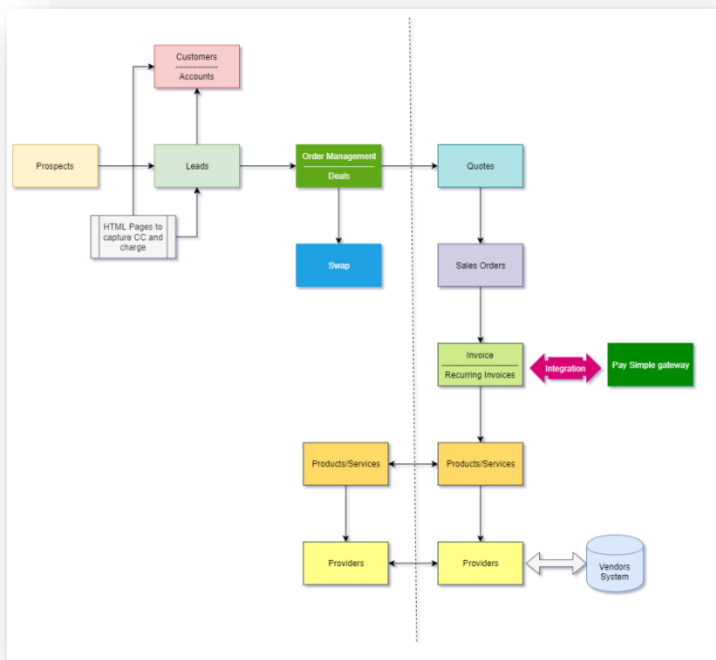 Customers
Accounts
Prospects
Leads
Order Management
Deals
Quotes
HTML Pages to
capture CC and
charge
Swap
Sales Orders
Invoice
Recurring Invoices
Integration
Pay Simple gateway
Products/Services
Products/Services
Providers
Providers
Vendors
System